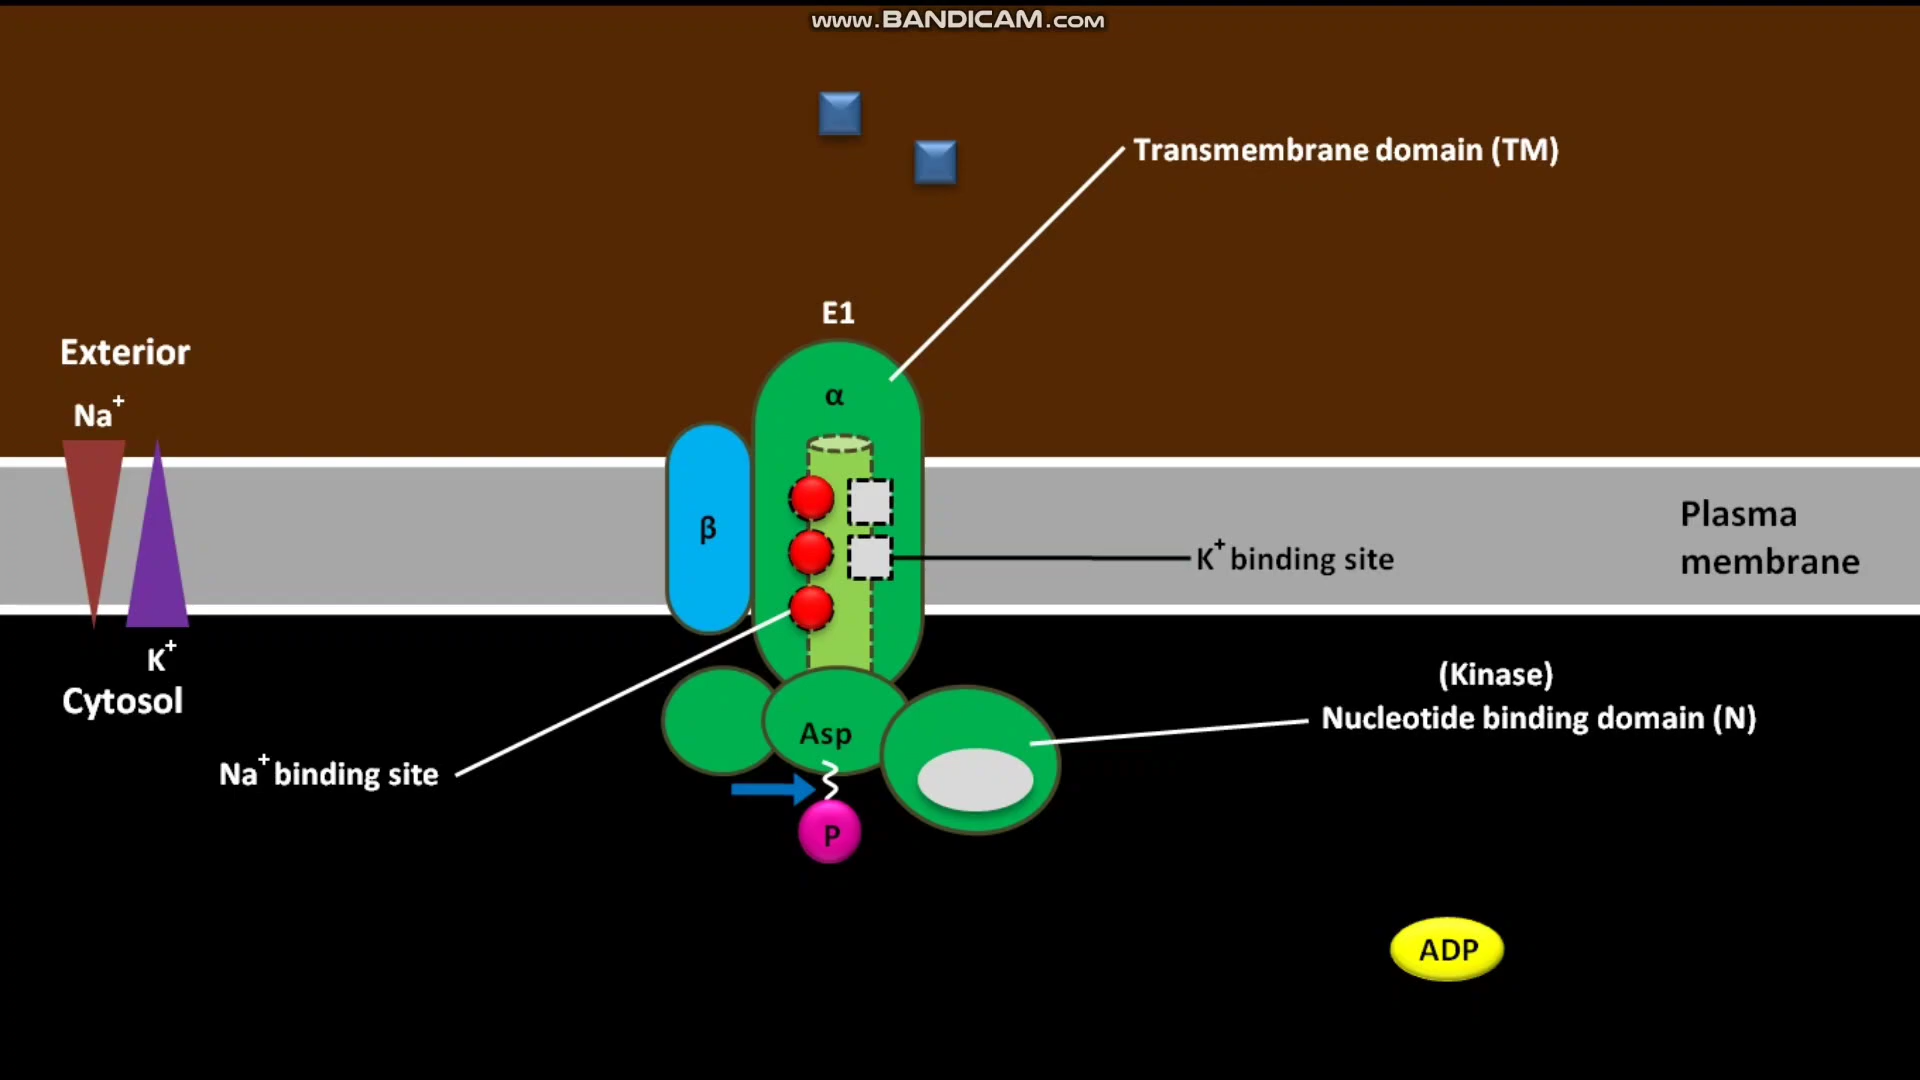 www.BANDICAM.com
Transmembrane domain (TM)
E1
Exterior
Na+
α
β
Plasma
membrane
K+ binding site
K+
Cytosol
(Kinase)
Nucleotide binding domain (N)
Asp
Na+ binding site
P
ADP